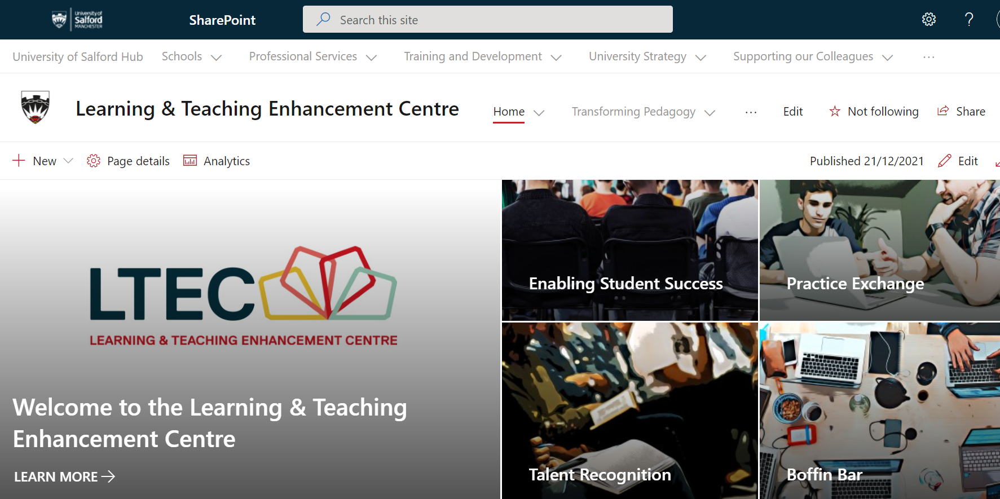 University of
Salford
MANCHESTER
SharePoint
Search this site
University of Salford Hub
Schools
Professional Services
Training and Development
University Strategy
Supporting our Colleagues
...
Learning & Teaching Enhancement Centre
Home
Transforming Pedagogy
...
Edit
Not following
Share
New
Page details
Analytics
Published 21/12/2021
Edit
LTEC
LEARNING & TEACHING ENHANCEMENT CENTRE
Welcome to the Learning & Teaching
Enhancement Centre
LEARN MORE
Enabling Student Success
Practice Exchange
Talent Recognition
Boffin Bar